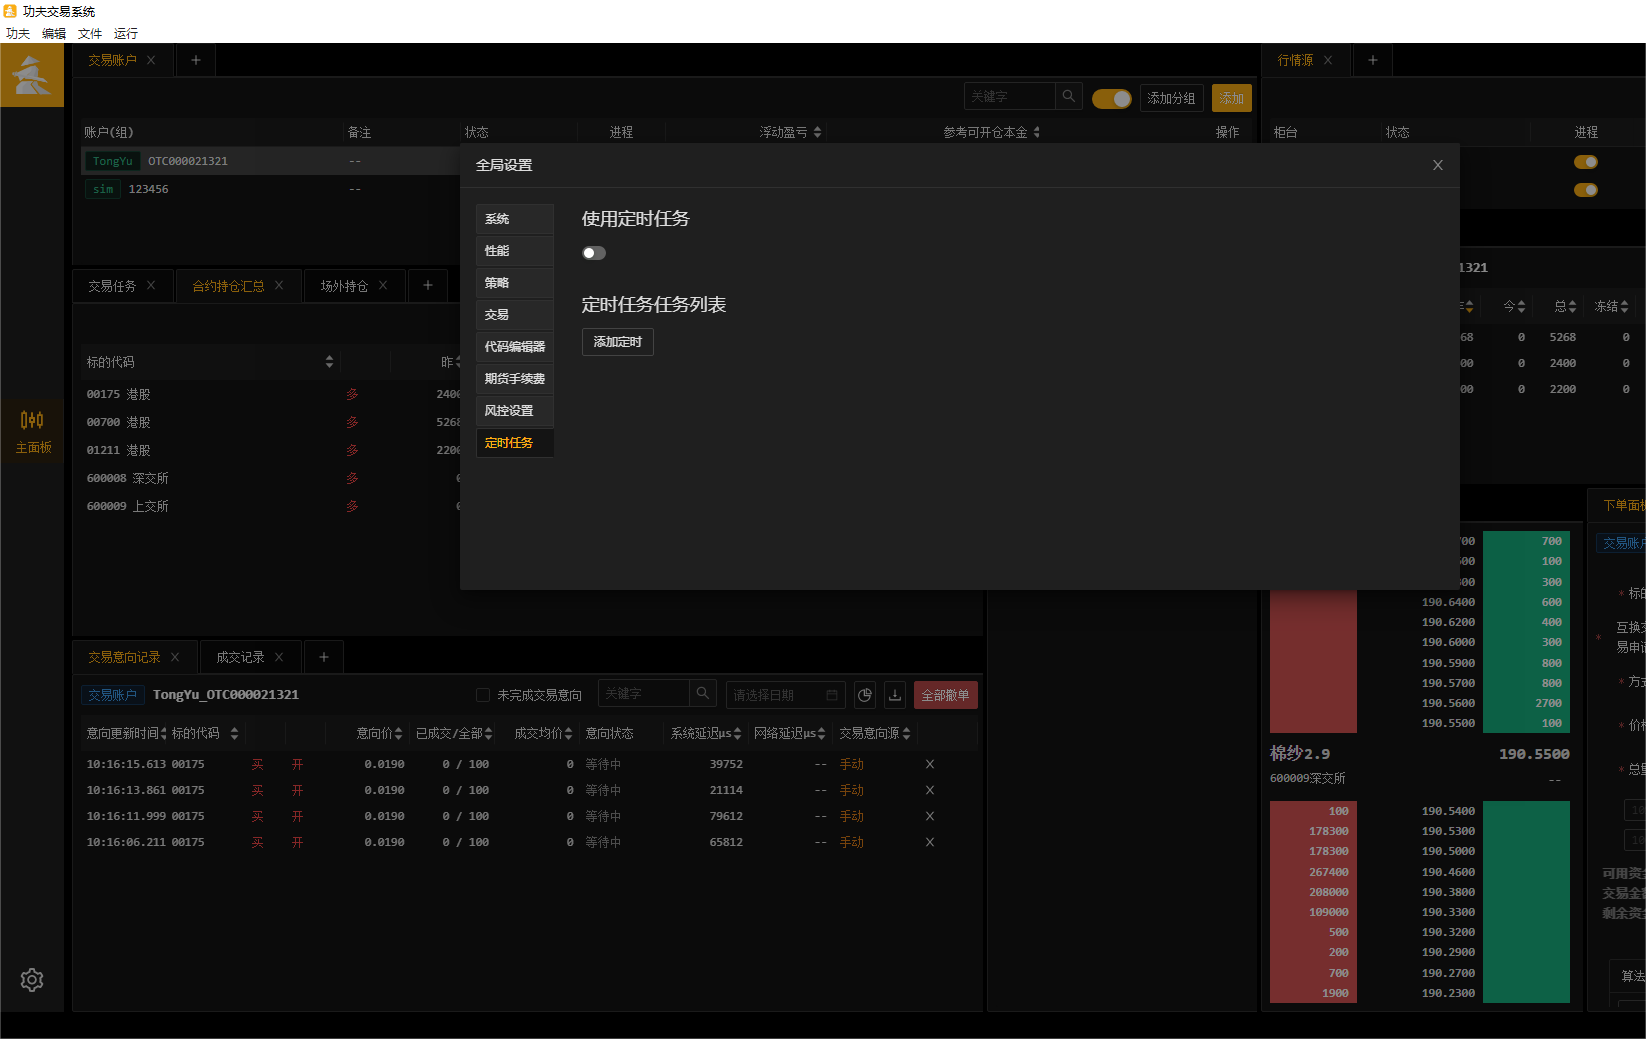 功夫交易系统
功夫 编辑 文件 运行
交易账户
行情源
关键字 添加分组 添加
账户(组) 备注 状态 进程 浮动盈亏 参考可开仓本金 操作
柜台 状态 进程
TongYu OTC000021321 --
sim 123456 --
全局设置
系统
性能
策略
交易
代码编辑器
期货手续费
风控设置
定时任务
使用定时任务
定时任务任务列表
添加定时
交易任务 合约持仓汇总 场外持仓
标的代码 昨
00175 港股 多 2400
00700 港股 多 5268
01211 港股 多 2200
600008 深交所 多
600009 上交所 多
主面板
1321
今 总 冻结
68 0 5268 0
00 0 2400 0
00 0 2200 0
交易意向记录 成交记录
交易账户 TongYu_OTC000021321 未完成交易意向 关键字 请选择日期 全部撤单
意向更新时间 标的代码 意向价 已成交/全部 成交均价 意向状态 系统延迟μs 网络延迟μs 交易意向源
10:16:15.613 00175 买 开 0.0190 0 / 100 0 等待中 39752 -- 手动
10:16:13.861 00175 买 开 0.0190 0 / 100 0 等待中 21114 -- 手动
10:16:11.999 00175 买 开 0.0190 0 / 100 0 等待中 79612 -- 手动
10:16:06.211 00175 买 开 0.0190 0 / 100 0 等待中 65812 -- 手动
00 700
00 100
00 300
190.6400 600
190.6200 400
190.6000 300
190.5900 800
190.5700 800
190.5600 2700
190.5500 100
棉纱2.9 190.5500
600009深交所 --
100 190.5400
178300 190.5300
178300 190.5000
267400 190.4600
208000 190.3800
109000 190.3300
500 190.3200
200 190.2900
700 190.2700
1900 190.2300
下单面板
交易账户
* 标的
* 互换交
易申请
* 方式
* 价格
* 总量
可用资金
交易金额
剩余资金
算法